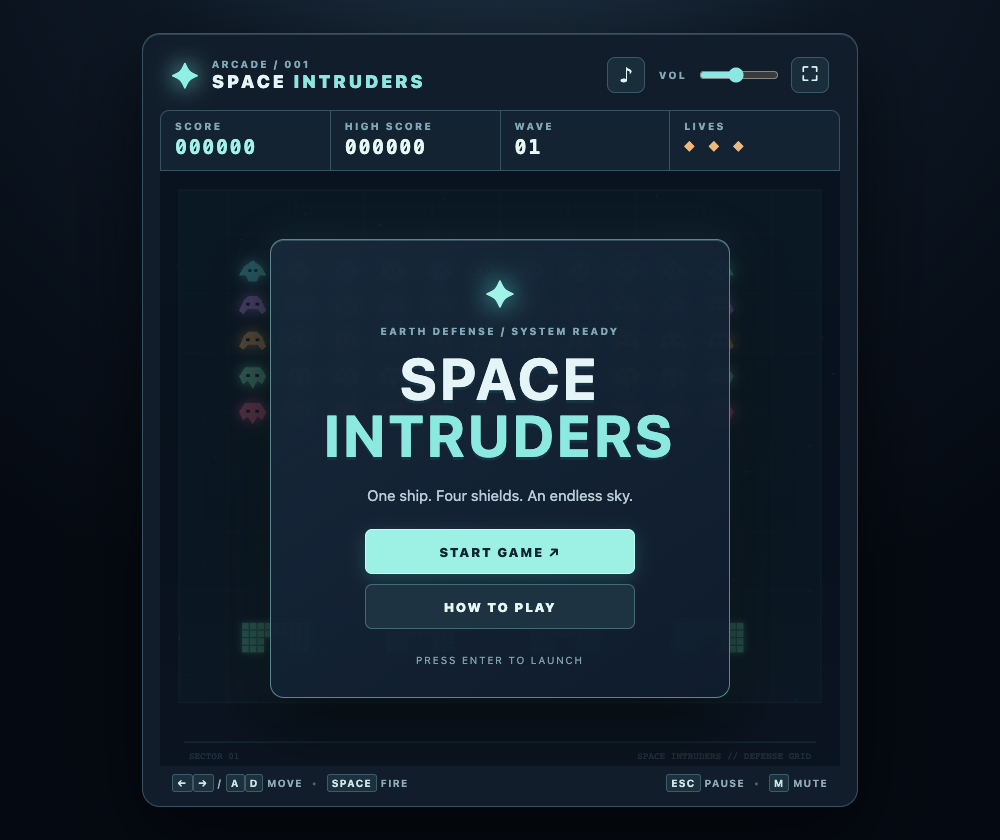 ARCADE / 001
SPACE INTRUDERS
VOL
SCORE
000000
HIGH SCORE
000000
WAVE
01
LIVES
EARTH DEFENSE / SYSTEM READY
SPACE
INTRUDERS
One ship. Four shields. An endless sky.
START GAME ↗
HOW TO PLAY
PRESS ENTER TO LAUNCH
SECTOR 01
SPACE INTRUDERS // DEFENSE GRID
← → / A D MOVE · SPACE FIRE
ESC PAUSE · M MUTE